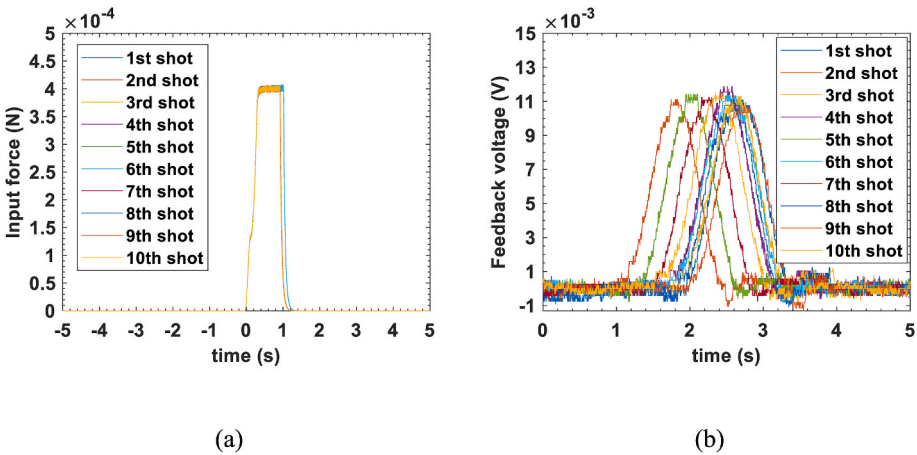 ×10-4
5
4.5
4
3.5
3
2.5
2
1.5
1
0.5
0
Input force (N)
1st shot
2nd shot
3rd shot
4th shot
5th shot
6th shot
7th shot
8th shot
9th shot
10th shot
-5 -4 -3 -2 -1 0 1 2 3 4 5
time (s)
(a)
×10-3
15
13
11
9
7
5
3
1
-1
Feedback voltage (V)
1st shot
2nd shot
3rd shot
4th shot
5th shot
6th shot
7th shot
8th shot
9th shot
10th shot
0 1 2 3 4 5
time (s)
(b)